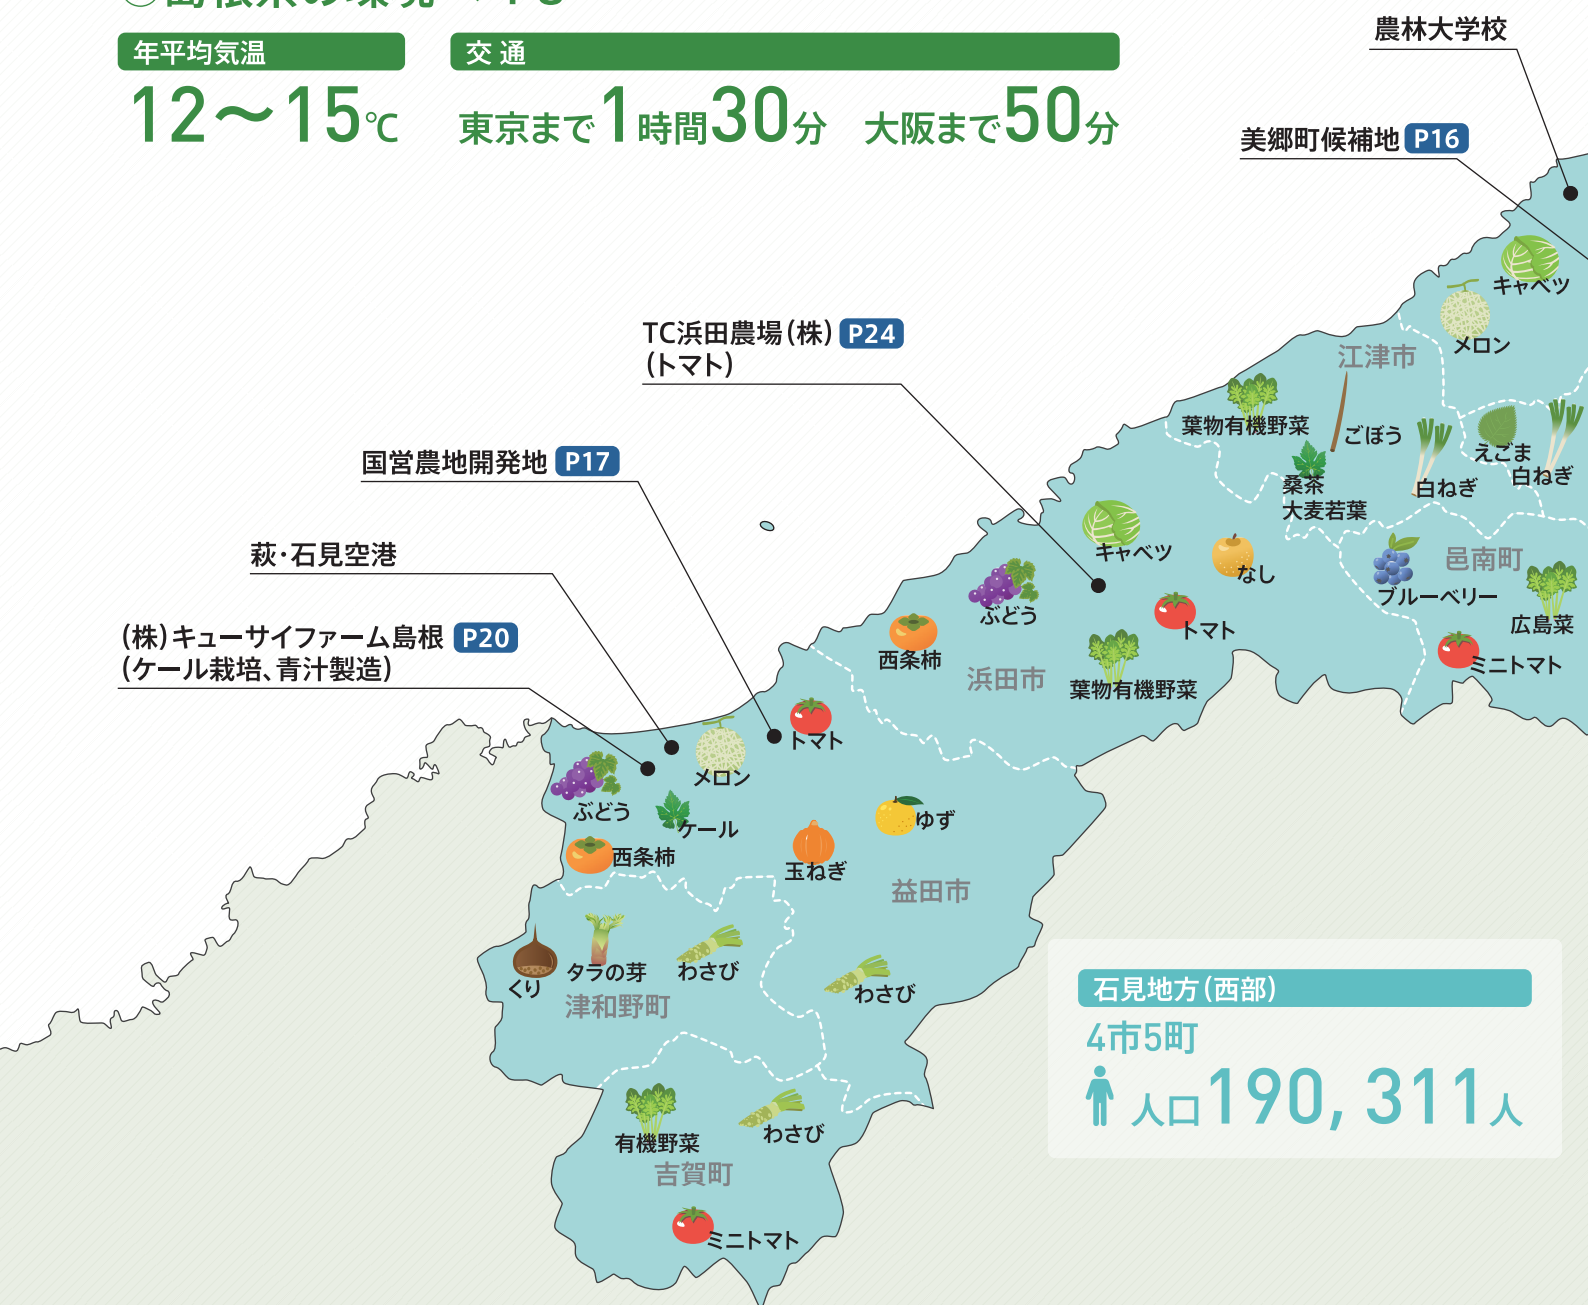 年平均気温
12〜15℃
交 通
東京まで1時間30分 大阪まで50分
農林大学校
美郷町候補地 P16
キャベツ
メロン
TC浜田農場（株） P24
（トマト）
江津市
葉物有機野菜
ごぼう
桑茶
大麦若葉
白ねぎ
えごま
白ねぎ
国営農地開発地 P17
萩・石見空港
（株）キューサイファーム島根 P20
（ケール栽培、青汁製造）
キャベツ
なし
ぶどう
トマト
西条柿
浜田市
葉物有機野菜
邑南町
ブルーベリー
広島菜
ミニトマト
トマト
メロン
ぶどう
ケール
西条柿
玉ねぎ
ゆず
益田市
くり
タラの芽
わさび
わさび
津和野町
有機野菜
わさび
吉賀町
ミニトマト
石見地方（西部）
4市5町
人口190,311人